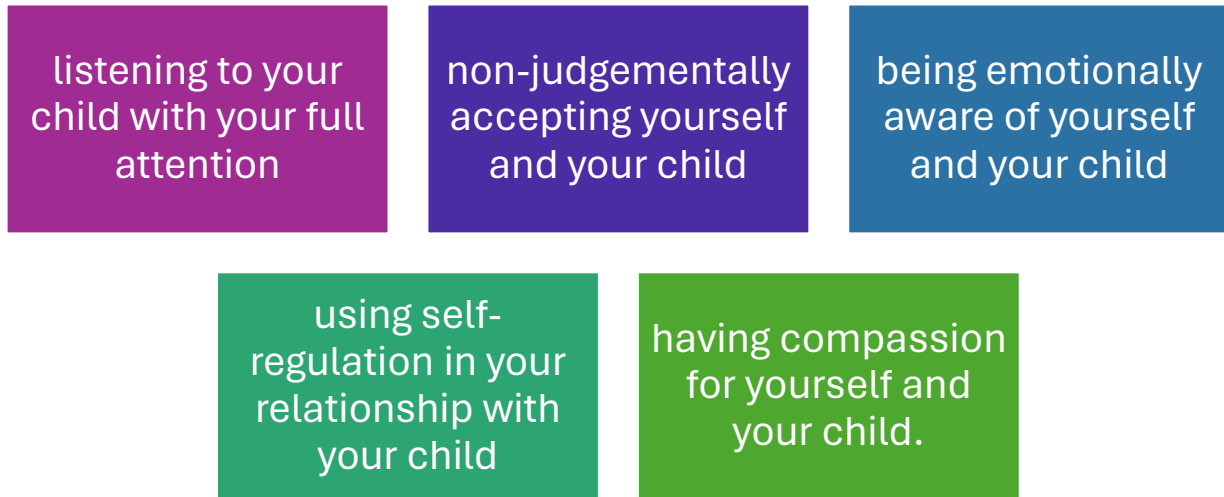 listening to your
child with your full
attention
non-judgementally
accepting yourself
and your child
being emotionally
aware of yourself
and your child
using self-
regulation in your
relationship with
your child
having compassion
for yourself and
your child.